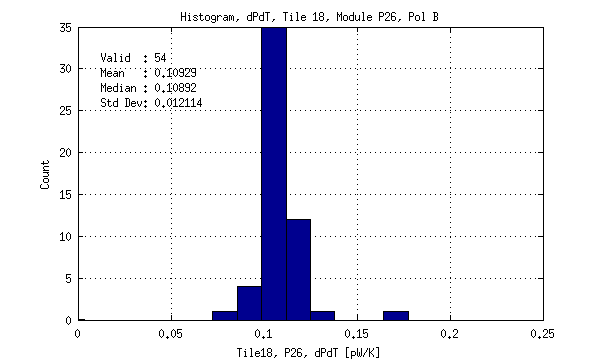 Histogram, dPdT, Tile 18, Module P26, Pol B
35
30
25
20
15
10
5
0
Count
Valid : 54
Mean : 0.10929
Median : 0.10892
Std Dev: 0.012114
0 0.05 0.1 0.15 0.2 0.25
Tile18, P26, dPdT [pW/K]